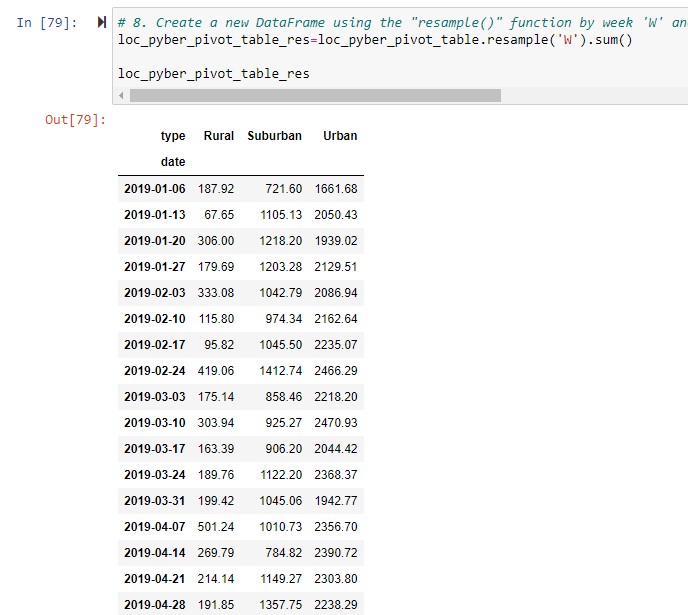 In [79]:
# 8. Create a new DataFrame using the "resample()" function by week 'W'
loc_pyber_pivot_table_res=loc_pyber_pivot_table.resample('W').sum()
loc_pyber_pivot_table_res
Out[79]:
type Rural Suburban Urban
date
2019-01-06 187.92 721.60 1661.68
2019-01-13 67.65 1105.13 2050.43
2019-01-20 306.00 1218.20 1939.02
2019-01-27 179.69 1203.28 2129.51
2019-02-03 333.08 1042.79 2086.94
2019-02-10 115.80 974.34 2162.64
2019-02-17 95.82 1045.50 2235.07
2019-02-24 419.06 1412.74 2466.29
2019-03-03 175.14 858.46 2218.20
2019-03-10 303.94 925.27 2470.93
2019-03-17 163.39 906.20 2044.42
2019-03-24 189.76 1122.20 2368.37
2019-03-31 199.42 1045.06 1942.77
2019-04-07 501.24 1010.73 2356.70
2019-04-14 269.79 784.82 2390.72
2019-04-21 214.14 1149.27 2303.80
2019-04-28 191.85 1357.75 2238.29